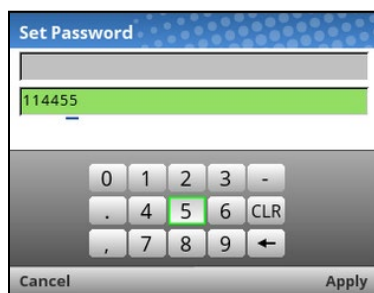 Set Password
114455
0 1 2 3 -
. 4 5 6 CLR
, 7 8 9 ←
Cancel Apply